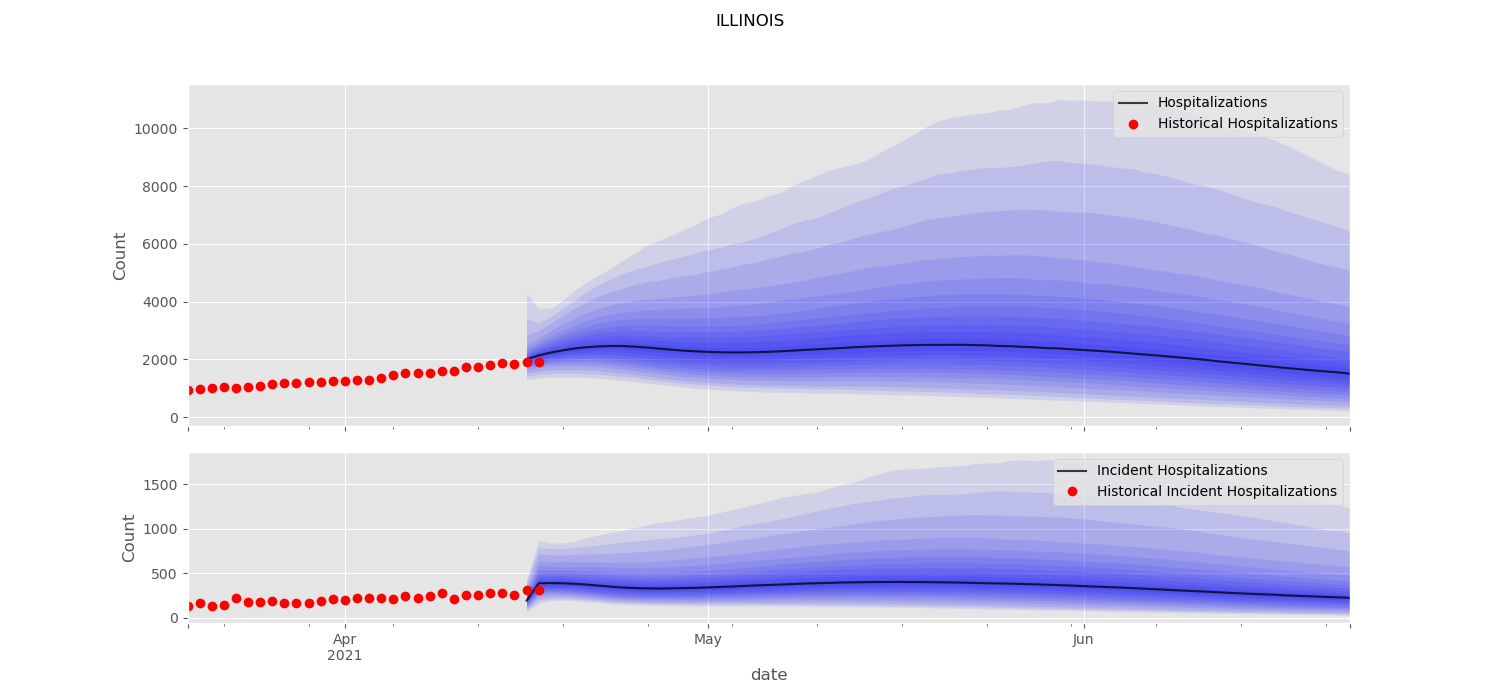 ILLINOIS
Hospitalizations
Historical Hospitalizations
Count
10000
8000
6000
4000
2000
0
Incident Hospitalizations
Historical Incident Hospitalizations
Count
1500
1000
500
0
Apr
2021
May
Jun
date